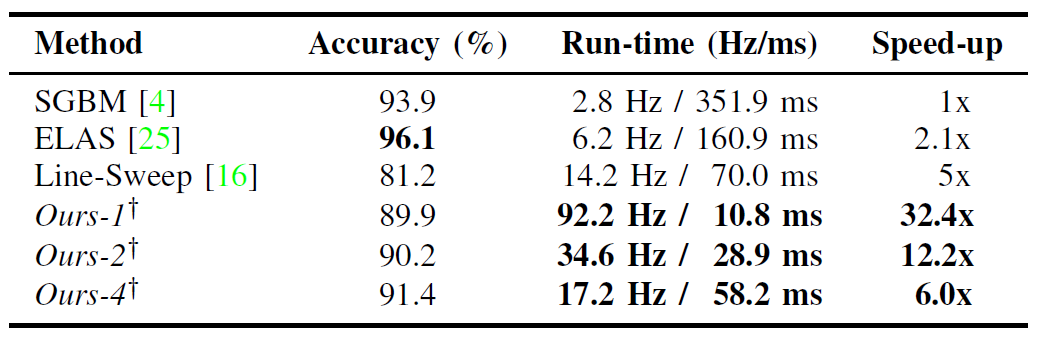 Method Accuracy (%) Run-time (Hz/ms) Speed-up
SGBM [4] 93.9 2.8 Hz / 351.9 ms 1x
ELAS [25] 96.1 6.2 Hz / 160.9 ms 2.1x
Line-Sweep [16] 81.2 14.2 Hz / 70.0 ms 5x
Ours-1† 89.9 92.2 Hz / 10.8 ms 32.4x
Ours-2† 90.2 34.6 Hz / 28.9 ms 12.2x
Ours-4† 91.4 17.2 Hz / 58.2 ms 6.0x